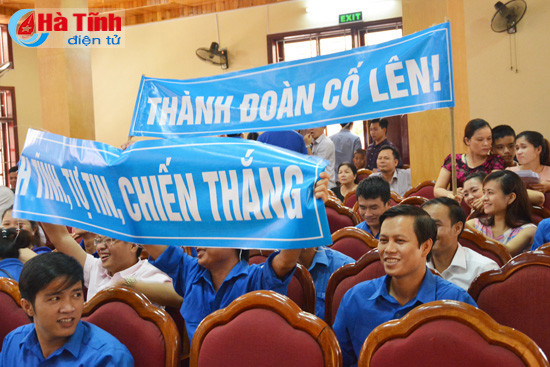 Hà Tĩnh
điện tử
EXIT
THÀNH ĐOÀN CỐ LÊN!
H TĨNH, TỰ TIN, CHIẾN THẮNG